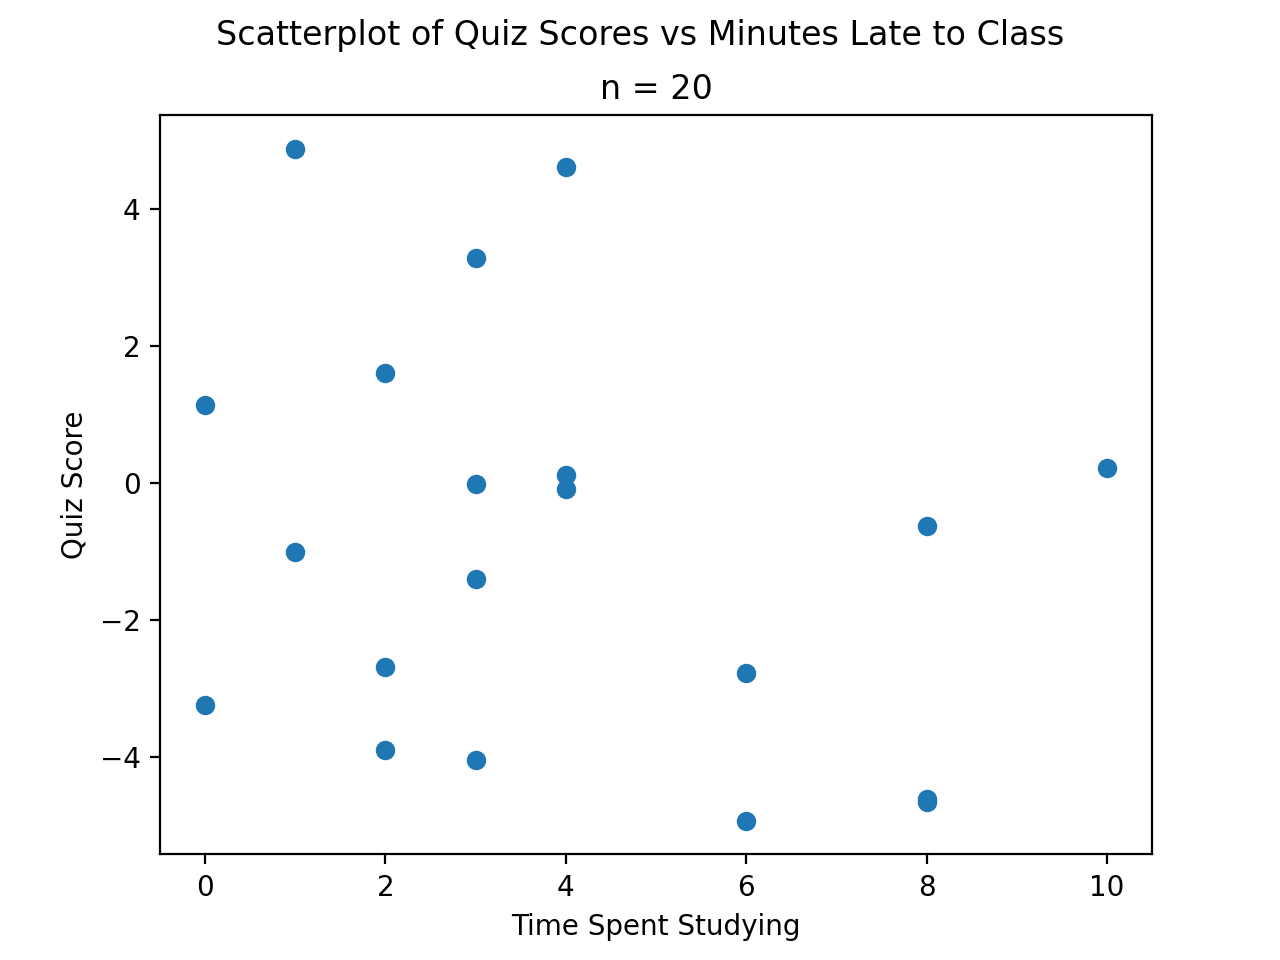 Scatterplot of Quiz Scores vs Minutes Late to Class
n = 20
4
2
0
−2
−4
Quiz Score
0 2 4 6 8 10
Time Spent Studying